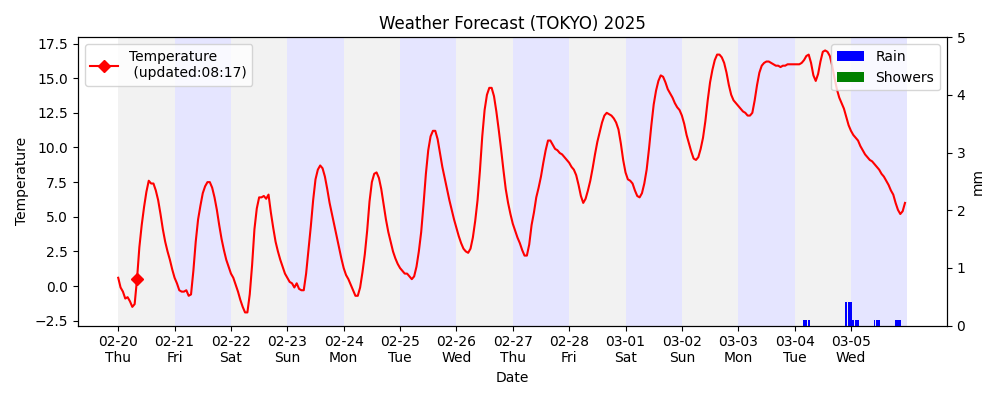 Weather Forecast (TOKYO) 2025
Temperature
(updated:08:17)
Rain
Showers
Temperature
17.5
15.0
12.5
10.0
7.5
5.0
2.5
0.0
−2.5
5
4
3
2
1
0
mm
02-20 02-21 02-22 02-23 02-24 02-25 02-26 02-27 02-28 03-01 03-02 03-03 03-04 03-05
Thu Fri Sat Sun Mon Tue Wed Thu Fri Sat Sun Mon Tue Wed
Date